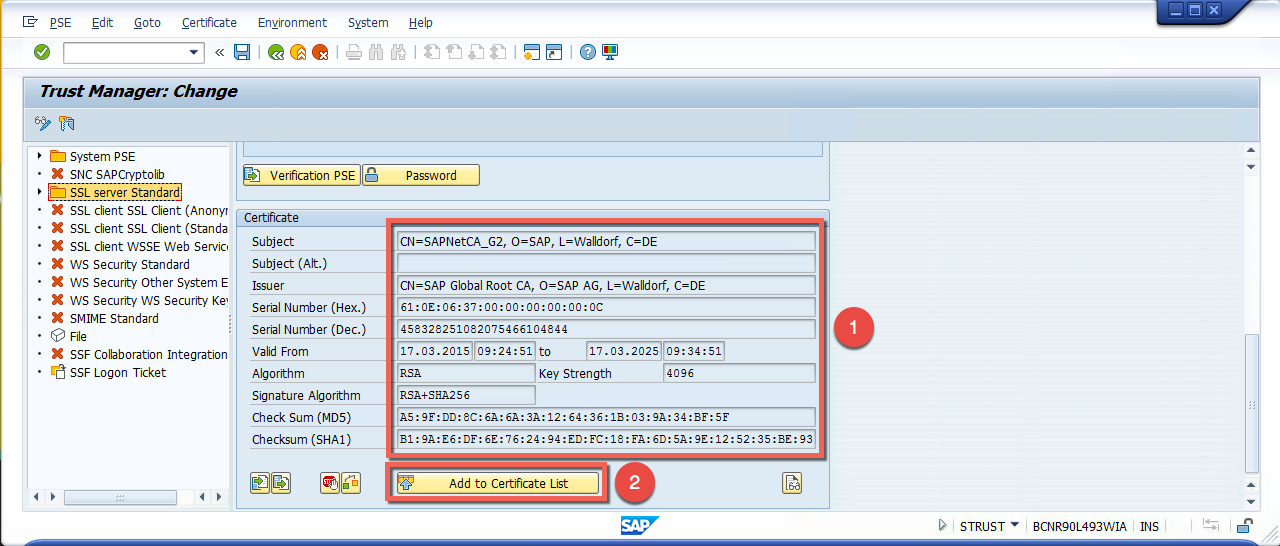 PSE Edit Goto Certificate Environment System Help
Trust Manager: Change
System PSE
SNC SAPCryptolib
SSL server Standard
SSL client SSL Client (Anonyr
SSL client SSL Client (Standa
SSL client WSSE Web Service
WS Security Standard
WS Security Other System E
WS Security WS Security Key
SMIME Standard
File
SSF Collaboration Integration
SSF Logon Ticket
Verification PSE Password
Certificate
Subject CN=SAPNetCA_G2, O=SAP, L=Walldorf, C=DE
Subject (Alt.)
Issuer CN=SAP Global Root CA, O=SAP AG, L=Walldorf, C=DE
Serial Number (Hex.) 61:0E:06:37:00:00:00:00:00:0C
Serial Number (Dec.) 458328251082075466104844
Valid From 17.03.2015 09:24:51 to 17.03.2025 09:34:51
Algorithm RSA Key Strength 4096
Signature Algorithm RSA+SHA256
Check Sum (MD5) A5:9F:DD:8C:6A:6A:3A:12:64:36:1B:03:9A:34:BF:5F
Checksum (SHA1) B1:9A:E6:DF:6E:76:24:94:ED:FC:18:FA:6D:5A:9E:12:52:35:BE:93
1
Add to Certificate List
2
SAP STRUST BCNR90L493WIA INS